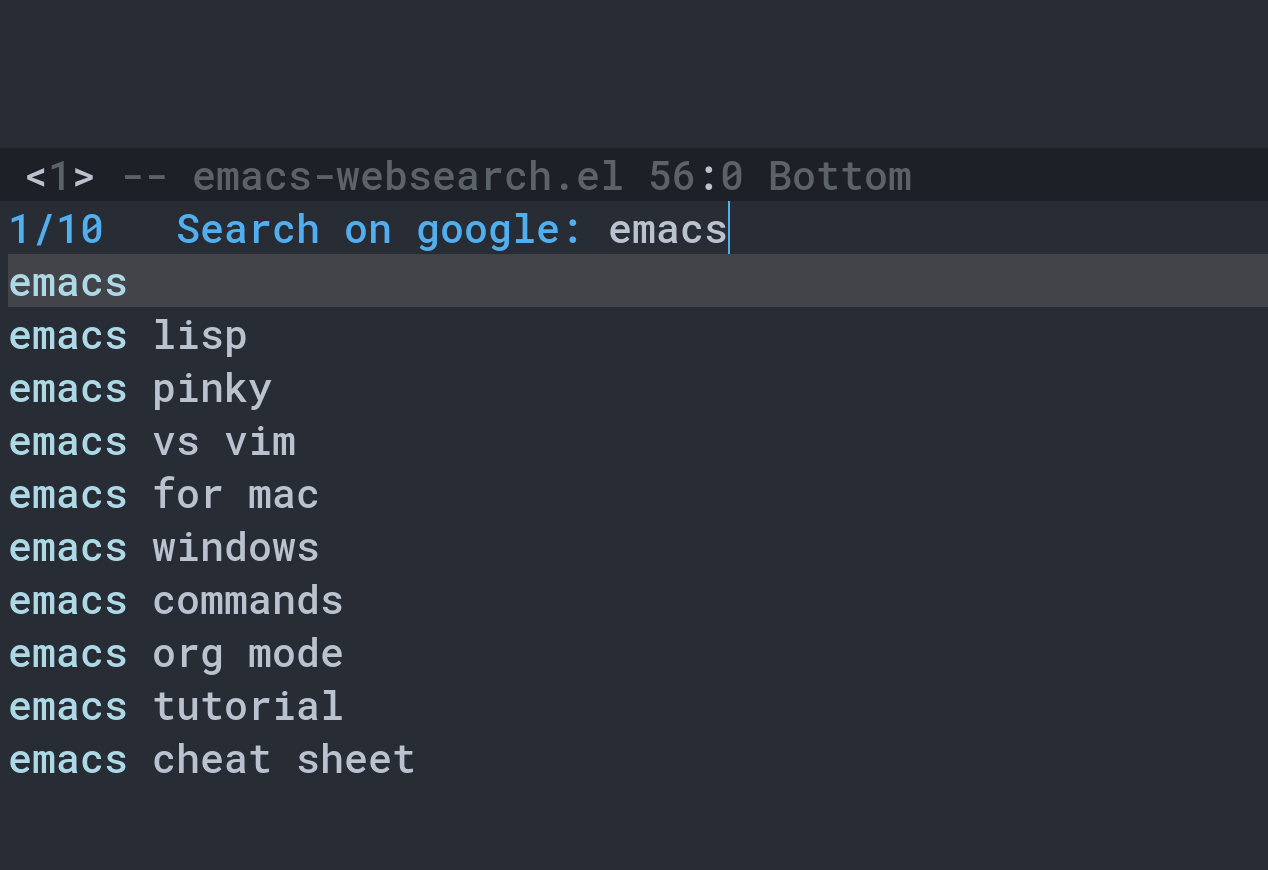 <1> -- emacs-websearch.el 56:0 Bottom
1/10 Search on google: emacs
emacs
emacs lisp
emacs pinky
emacs vs vim
emacs for mac
emacs windows
emacs commands
emacs org mode
emacs tutorial
emacs cheat sheet